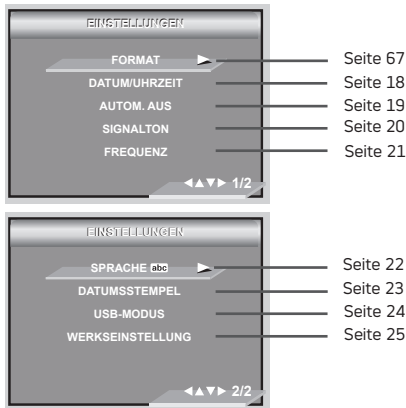 EINSTELLUNGEN
FORMAT ▶ Seite 67
DATUM/UHRZEIT Seite 18
AUTOM. AUS Seite 19
SIGNALTON Seite 20
FREQUENZ Seite 21
◀▲▼▶ 1/2
EINSTELLUNGEN
SPRACHE abc ▶ Seite 22
DATUMSSTEMPEL Seite 23
USB-MODUS Seite 24
WERKSEINSTELLUNG Seite 25
◀▲▼▶ 2/2